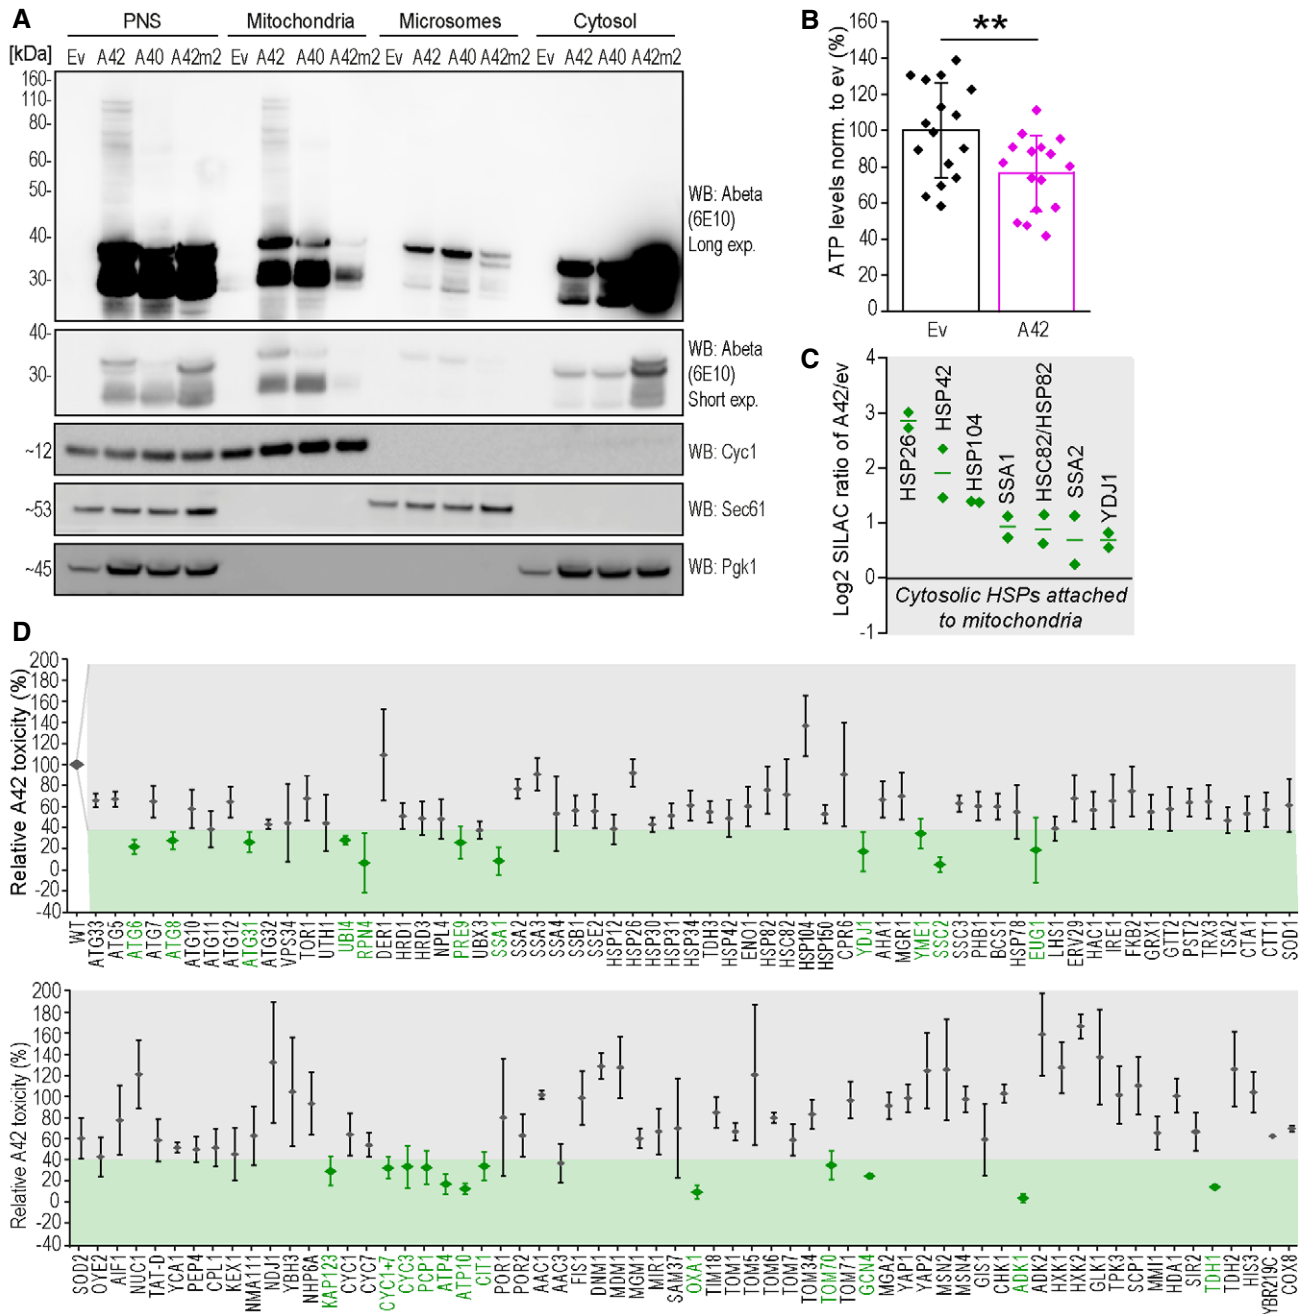 A
PNS Mitochondria Microsomes Cytosol
[kDa] Ev A42 A40 A42m2 Ev A42 A40 A42m2 Ev A42 A40 A42m2 Ev A42 A40 A42m2
160-
110-
80-
60-
50-
40-
30-
WB: Abeta
(6E10)
Long exp.
40-
30-
WB: Abeta
(6E10)
Short exp.
~12
WB: Cyc1
~53
WB: Sec61
~45
WB: Pgk1
B
ATP levels norm. to ev (%)
160
140
120
100
80
60
40
20
0
**
Ev A42
C
Log2 SILAC ratio of A42/ev
4
3
2
1
0
-1
HSP26
HSP42
HSP104
SSA1
HSC82/HSP82
SSA2
YDJ1
Cytosolic HSPs attached
to mitochondria
D
Relative A42 toxicity (%)
200
180
160
140
120
100
80
60
40
20
0
-20
-40
WT ATG33 ATG5 ATG6 ATG7 ATG8 ATG10 ATG11 ATG12 ATG31 ATG32 VPS34 TOR1 UTH1 UBI4 RPN4 DER1 HRD1 HRD3 NPL4 PRE9 UBX3 SSA1 SSA2 SSA3 SSA4 SSB1 SSE2 HSP12 HSP26 HSP30 HSP31 HSP34 TDH3 HSP42 ENO1 HSP82 HSC82 HSP104 HSP150 CPR6 YDJ1 AHA1 MGR1 YME1 SSC2 SSC3 PHB1 BCS1 HSP78 EUG1 LHS1 ERV29 HAC1 IRE1 FKB2 GRX1 GTT2 PST2 TRX3 TSA2 CTA1 CTT1 SOD1
Relative A42 toxicity (%)
200
180
160
140
120
100
80
60
40
20
0
-20
-40
SOD2 OYE2 AIF1 NUC1 TAT-D YCA1 PEP4 CPL1 KEX1 NMA111 NDJ1 YBH3 NHP6A KAP123 CYC1 CYC7 CYC1+7 CYC3 PCP1 ATP4 ATP10 CIT1 POR1 POR2 AAC1 AAC3 FIS1 DNM1 MDM1 MGM1 MIR1 SAM37 OXA1 TIM18 TOM1 TOM5 TOM6 TOM7 TOM34 TOM70 TOM71 GCN4 MGA2 YAP1 YAP2 MSN2 MSN4 GIS1 CHK1 ADK1 ADK2 HXK1 HXK2 GLK1 TPK3 SCP1 MMI1 HDA1 SIR2 TDH1 TDH2 HIS3 YBR219C COX8